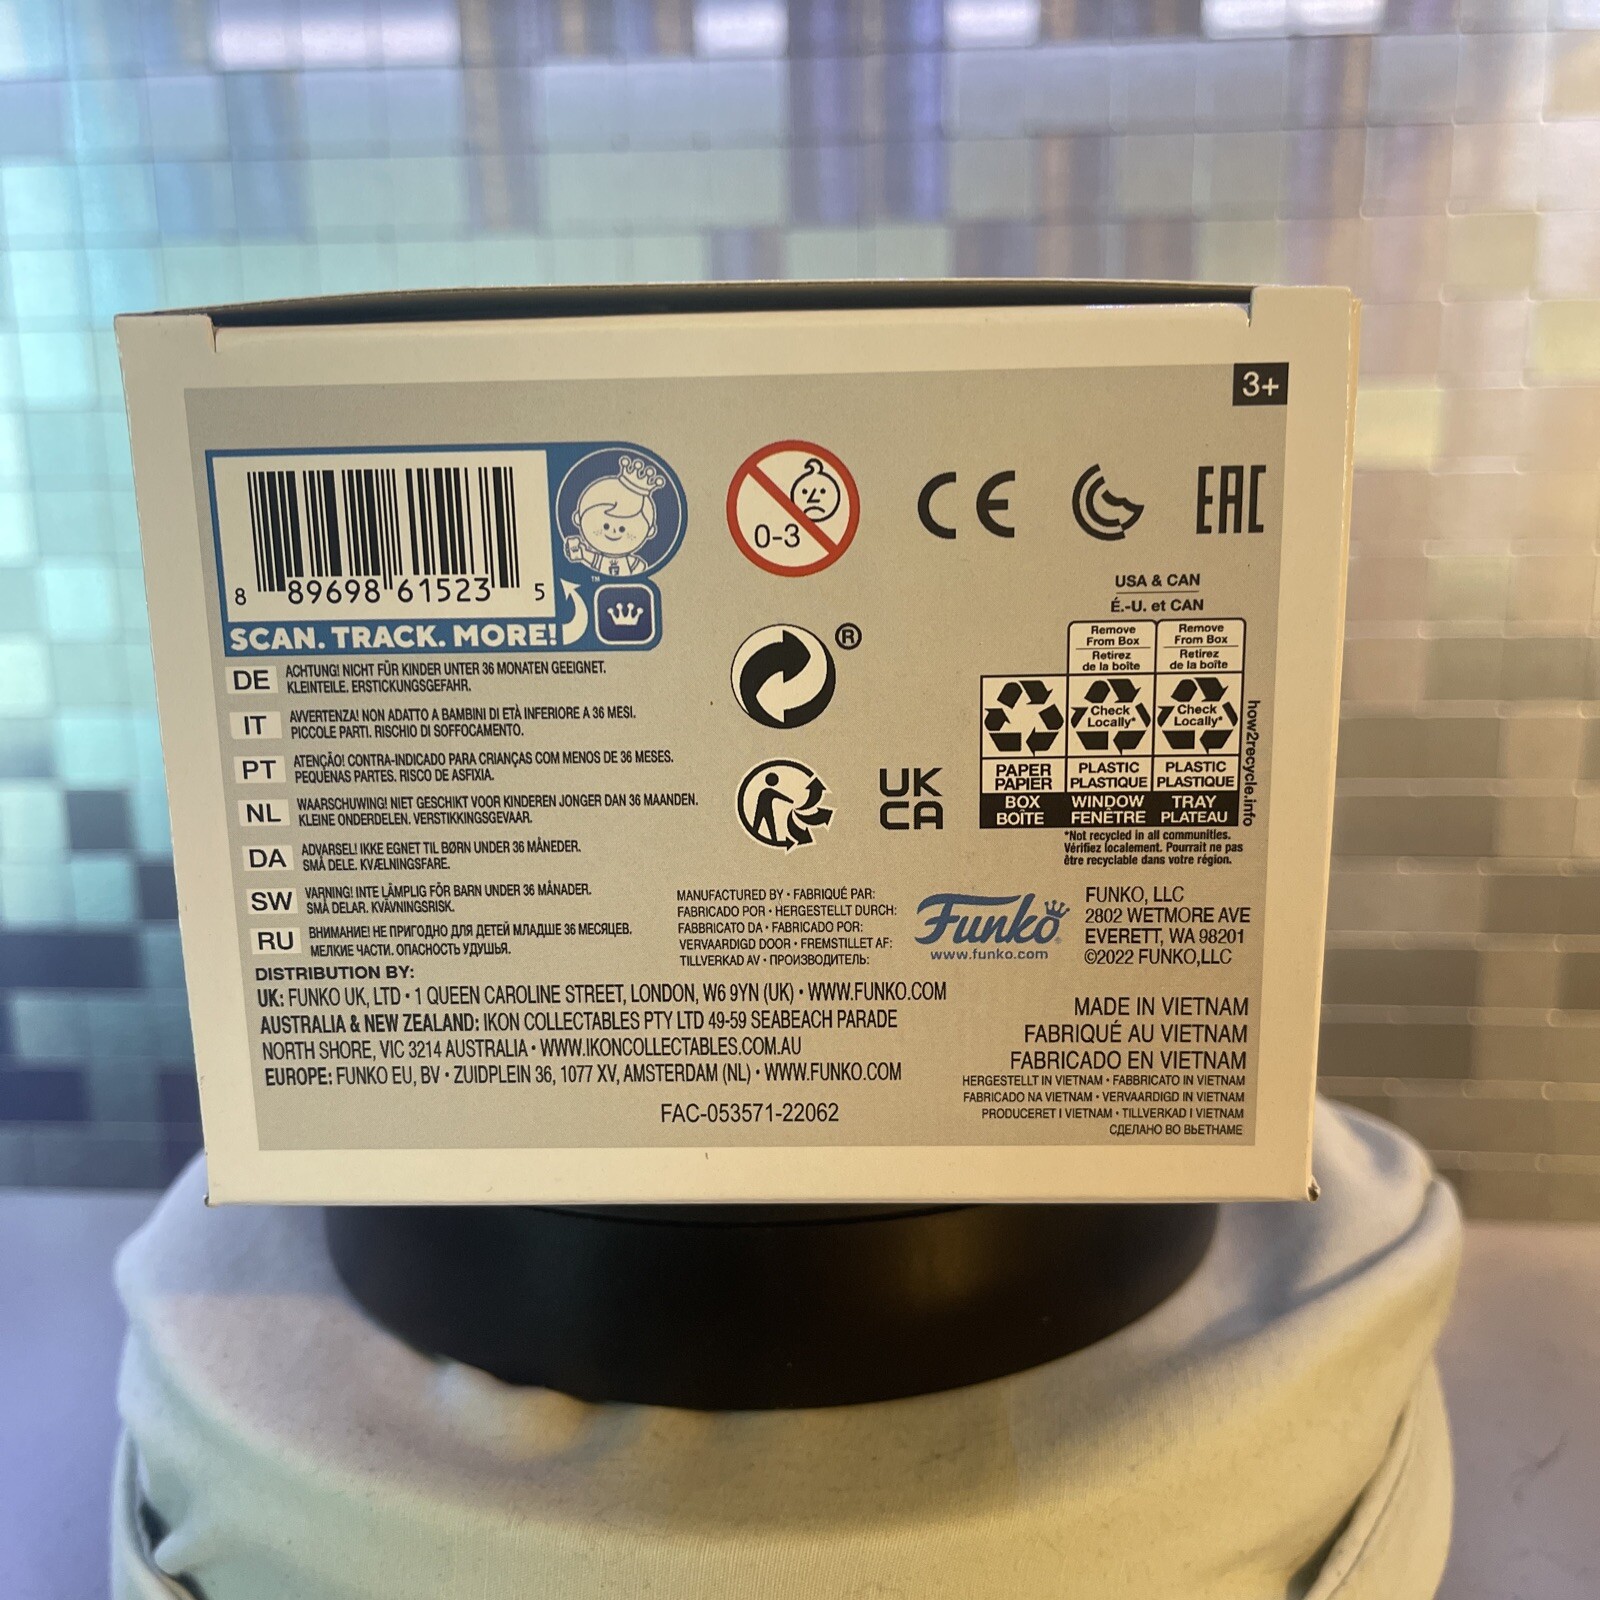 3+
8 89698 61523 5
™
SCAN. TRACK. MORE!
0-3
CE
EAC
DE ACHTUNG! NICHT FÜR KINDER UNTER 36 MONATEN GEEIGNET.
KLEINTEILE. ERSTICKUNGSGEFAHR.
IT AVVERTENZA! NON ADATTO A BAMBINI DI ETÀ INFERIORE A 36 MESI.
PICCOLE PARTI. RISCHIO DI SOFFOCAMENTO.
PT ATENÇÃO! CONTRA-INDICADO PARA CRIANÇAS COM MENOS DE 36 MESES.
PEQUENAS PARTES. RISCO DE ASFIXIA.
NL WAARSCHUWING! NIET GESCHIKT VOOR KINDEREN JONGER DAN 36 MAANDEN.
KLEINE ONDERDELEN. VERSTIKKINGSGEVAAR.
DA ADVARSEL! IKKE EGNET TIL BØRN UNDER 36 MÅNEDER.
SMÅ DELE. KVÆLNINGSFARE.
SW VARNING! INTE LÄMPLIG FÖR BARN UNDER 36 MÅNADER.
SMÅ DELAR. KVÄVNINGSRISK.
RU ВНИМАНИЕ! НЕ ПРИГОДНО ДЛЯ ДЕТЕЙ МЛАДШЕ 36 МЕСЯЦЕВ.
МЕЛКИЕ ЧАСТИ. ОПАСНОСТЬ УДУШЬЯ.
®
UK
CA
USA & CAN
É.-U. et CAN
Remove
From Box
Retirez
de la boîte
Remove
From Box
Retirez
de la boîte
Check
Locally*
Check
Locally*
PAPER
PAPIER
PLASTIC
PLASTIQUE
PLASTIC
PLASTIQUE
BOX
BOÎTE
WINDOW
FENÊTRE
TRAY
PLATEAU
how2recycle.info
*Not recycled in all communities.
Vérifiez localement. Pourrait ne pas
être recyclable dans votre région.
MANUFACTURED BY • FABRIQUÉ PAR:
FABRICADO POR • HERGESTELLT DURCH:
FABBRICATO DA • FABRICADO POR:
VERVAARDIGD DOOR • FREMSTILLET AF:
TILLVERKAD AV • ПРОИЗВОДИТЕЛЬ:
Funko
www.funko.com
FUNKO, LLC
2802 WETMORE AVE
EVERETT, WA 98201
©2022 FUNKO,LLC
DISTRIBUTION BY:
UK: FUNKO UK, LTD • 1 QUEEN CAROLINE STREET, LONDON, W6 9YN (UK) • WWW.FUNKO.COM
AUSTRALIA & NEW ZEALAND: IKON COLLECTABLES PTY LTD 49-59 SEABEACH PARADE
NORTH SHORE, VIC 3214 AUSTRALIA • WWW.IKONCOLLECTABLES.COM.AU
EUROPE: FUNKO EU, BV • ZUIDPLEIN 36, 1077 XV, AMSTERDAM (NL) • WWW.FUNKO.COM
FAC-053571-22062
MADE IN VIETNAM
FABRIQUÉ AU VIETNAM
FABRICADO EN VIETNAM
HERGESTELLT IN VIETNAM • FABBRICATO IN VIETNAM
FABRICADO NA VIETNAM • VERVAARDIGD IN VIETNAM
PRODUCERET I VIETNAM • TILLVERKAD I VIETNAM
СДЕЛАНО ВО ВЬЕТНАМЕ